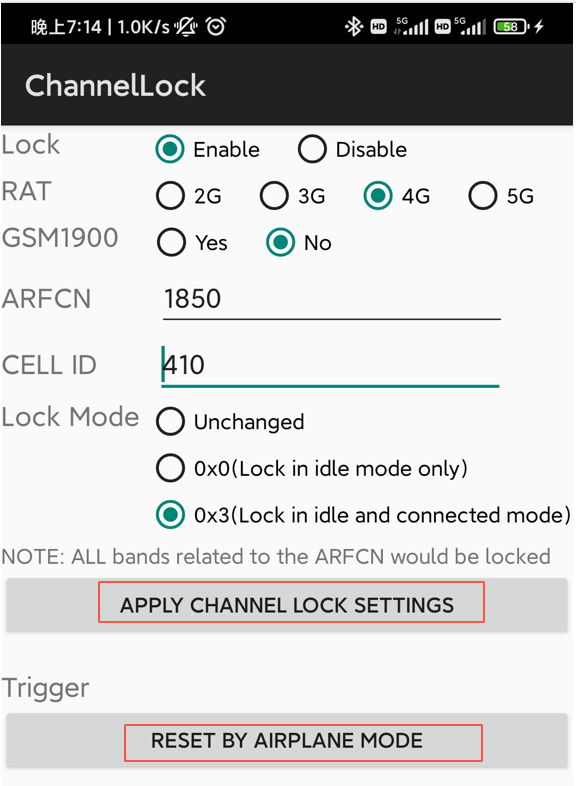 晚上7:14 | 1.0K/s HD 5G HD 5G 58
ChannelLock
Lock Enable Disable
RAT 2G 3G 4G 5G
GSM1900 Yes No
ARFCN 1850
CELL ID 410
Lock Mode Unchanged
0x0(Lock in idle mode only)
0x3(Lock in idle and connected mode)
NOTE: ALL bands related to the ARFCN would be locked
APPLY CHANNEL LOCK SETTINGS
Trigger
RESET BY AIRPLANE MODE